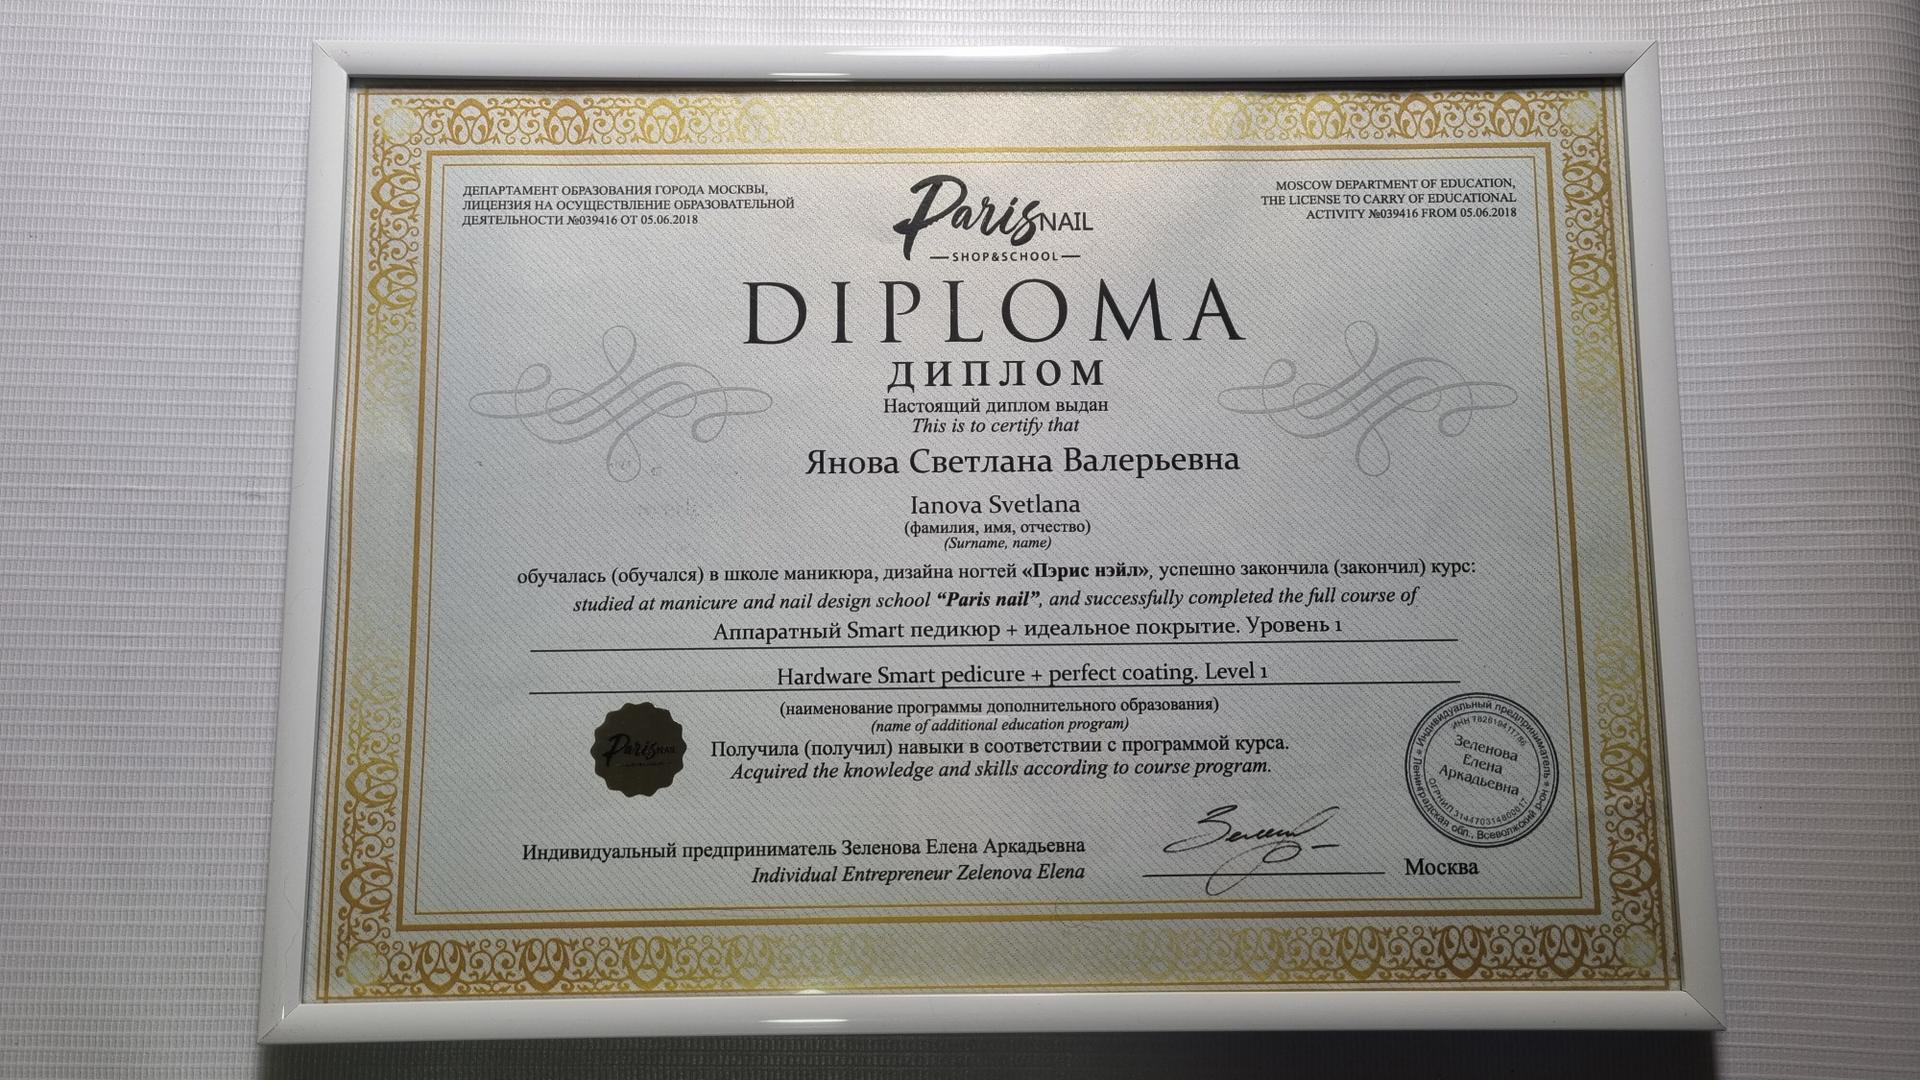 ДЕПАРТАМЕНТ ОБРАЗОВАНИЯ ГОРОДА МОСКВЫ,
ЛИЦЕНЗИЯ НА ОСУЩЕСТВЛЕНИЕ ОБРАЗОВАТЕЛЬНОЙ
ДЕЯТЕЛЬНОСТИ №039416 ОТ 05.06.2018
Paris NAIL
SHOP&SCHOOL
MOSCOW DEPARTMENT OF EDUCATION,
THE LICENSE TO CARRY OF EDUCATIONAL
ACTIVITY №039416 FROM 05.06.2018
DIPLOMA
ДИПЛОМ
Настоящий диплом выдан
This is to certify that
Янова Светлана Валерьевна
Ianova Svetlana
(фамилия, имя, отчество)
(Surname, name)
обучалась (обучался) в школе маникюра, дизайна ногтей «Пэрис нэйл», успешно закончила (закончил) курс:
studied at manicure and nail design school “Paris nail”, and successfully completed the full course of
Аппаратный Smart педикюр + идеальное покрытие. Уровень 1
Hardware Smart pedicure + perfect coating. Level 1
(наименование программы дополнительного образования)
(name of additional education program)
Paris NAIL
Получила (получил) навыки в соответствии с программой курса.
Acquired the knowledge and skills according to course program.
Индивидуальный предприниматель
Ленинградская обл., Всеволжский р-он
Зеленова
Елена
Аркадьевна
Индивидуальный предприниматель Зеленова Елена Аркадьевна
Individual Entrepreneur Zelenova Elena
Москва